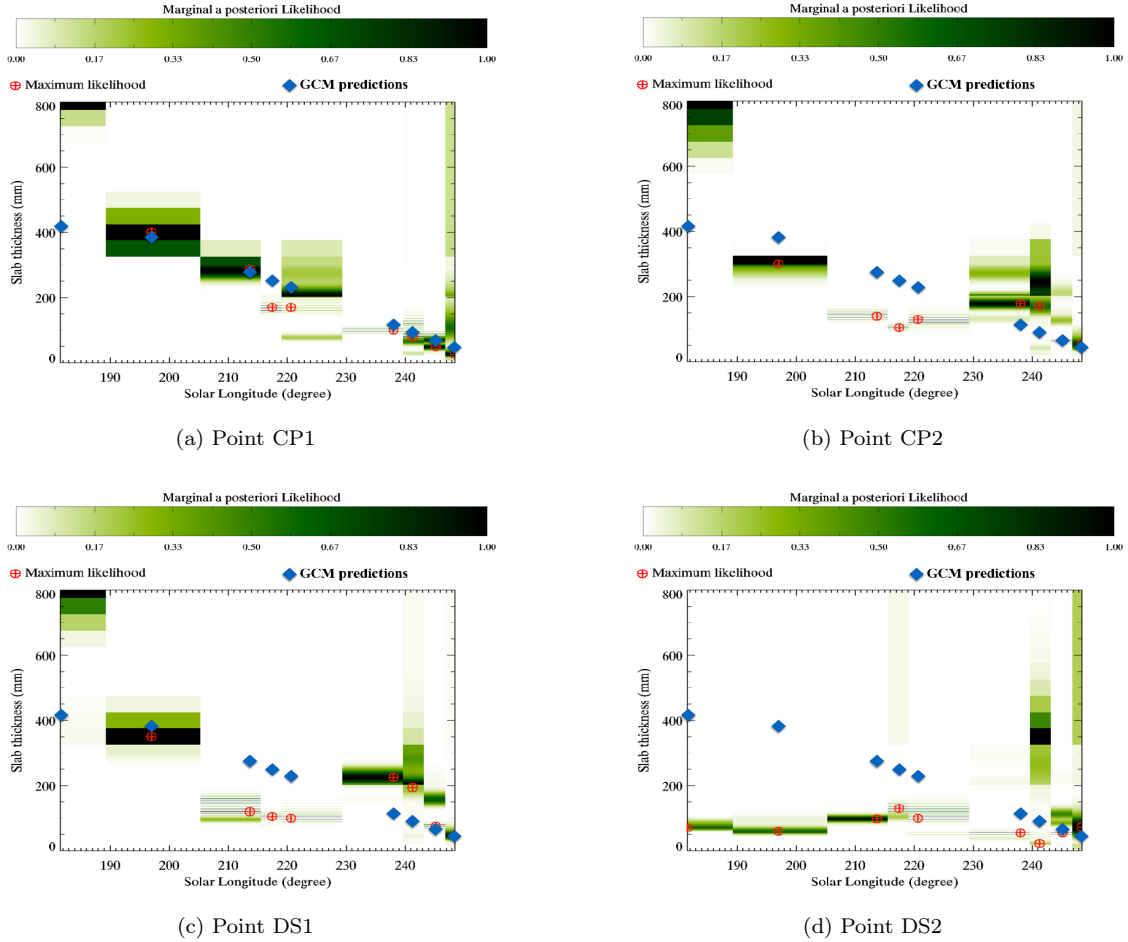 Marginal a posteriori Likelihood
0.00 0.17 0.33 0.50 0.67 0.83 1.00
Maximum likelihood GCM predictions
800
600
400
200
0
Slab thickness (mm)
190 200 210 220 230 240
Solar Longitude (degree)
(a) Point CP1
Marginal a posteriori Likelihood
0.00 0.17 0.33 0.50 0.67 0.83 1.00
Maximum likelihood GCM predictions
800
600
400
200
0
Slab thickness (mm)
190 200 210 220 230 240
Solar Longitude (degree)
(b) Point CP2
Marginal a posteriori Likelihood
0.00 0.17 0.33 0.50 0.67 0.83 1.00
Maximum likelihood GCM predictions
800
600
400
200
0
Slab thickness (mm)
190 200 210 220 230 240
Solar Longitude (degree)
(c) Point DS1
Marginal a posteriori Likelihood
0.00 0.17 0.33 0.50 0.67 0.83 1.00
Maximum likelihood GCM predictions
800
600
400
200
0
Slab thickness (mm)
190 200 210 220 230 240
Solar Longitude (degree)
(d) Point DS2